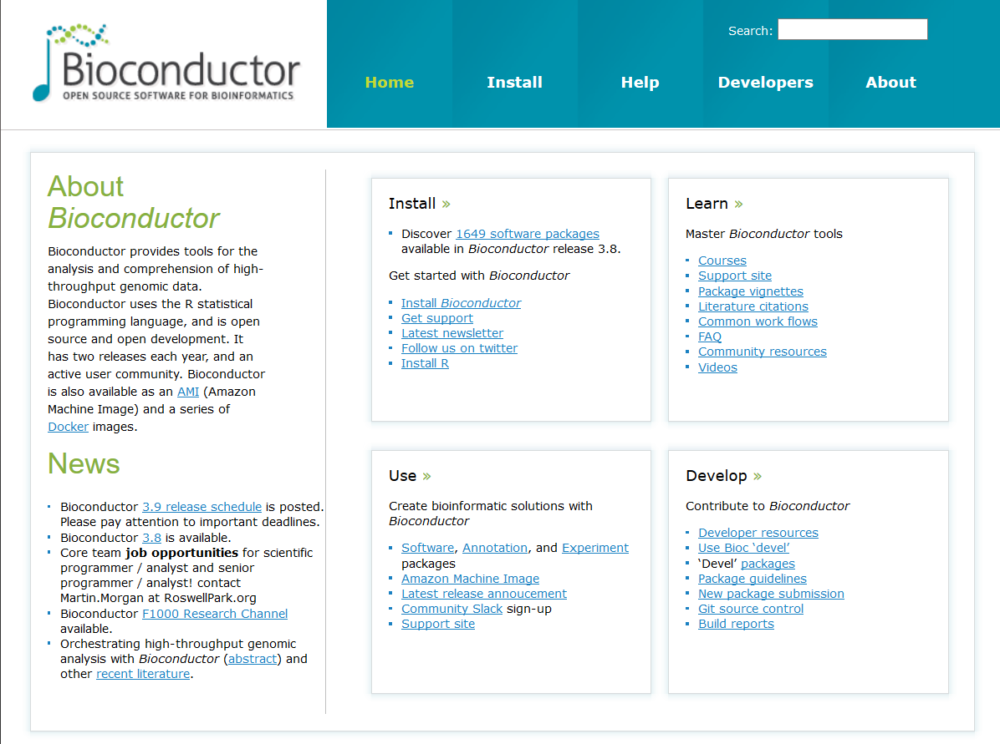 Bioconductor
OPEN SOURCE SOFTWARE FOR BIOINFORMATICS
Search:
Home
Install
Help
Developers
About
About
Bioconductor
Bioconductor provides tools for the
analysis and comprehension of high-
throughput genomic data.
Bioconductor uses the R statistical
programming language, and is open
source and open development. It
has two releases each year, and an
active user community. Bioconductor
is also available as an AMI (Amazon
Machine Image) and a series of
Docker images.
News
Bioconductor 3.9 release schedule is posted.
Please pay attention to important deadlines.
Bioconductor 3.8 is available.
Core team job opportunities for scientific
programmer / analyst and senior
programmer / analyst! contact
Martin.Morgan at RoswellPark.org
Bioconductor F1000 Research Channel
available.
Orchestrating high-throughput genomic
analysis with Bioconductor (abstract) and
other recent literature.
Install »
Discover 1649 software packages
available in Bioconductor release 3.8.
Get started with Bioconductor
Install Bioconductor
Get support
Latest newsletter
Follow us on twitter
Install R
Learn »
Master Bioconductor tools
Courses
Support site
Package vignettes
Literature citations
Common work flows
FAQ
Community resources
Videos
Use »
Create bioinformatic solutions with
Bioconductor
Software, Annotation, and Experiment
packages
Amazon Machine Image
Latest release annoucement
Community Slack sign-up
Support site
Develop »
Contribute to Bioconductor
Developer resources
Use Bioc ‘devel’
‘Devel’ packages
Package guidelines
New package submission
Git source control
Build reports